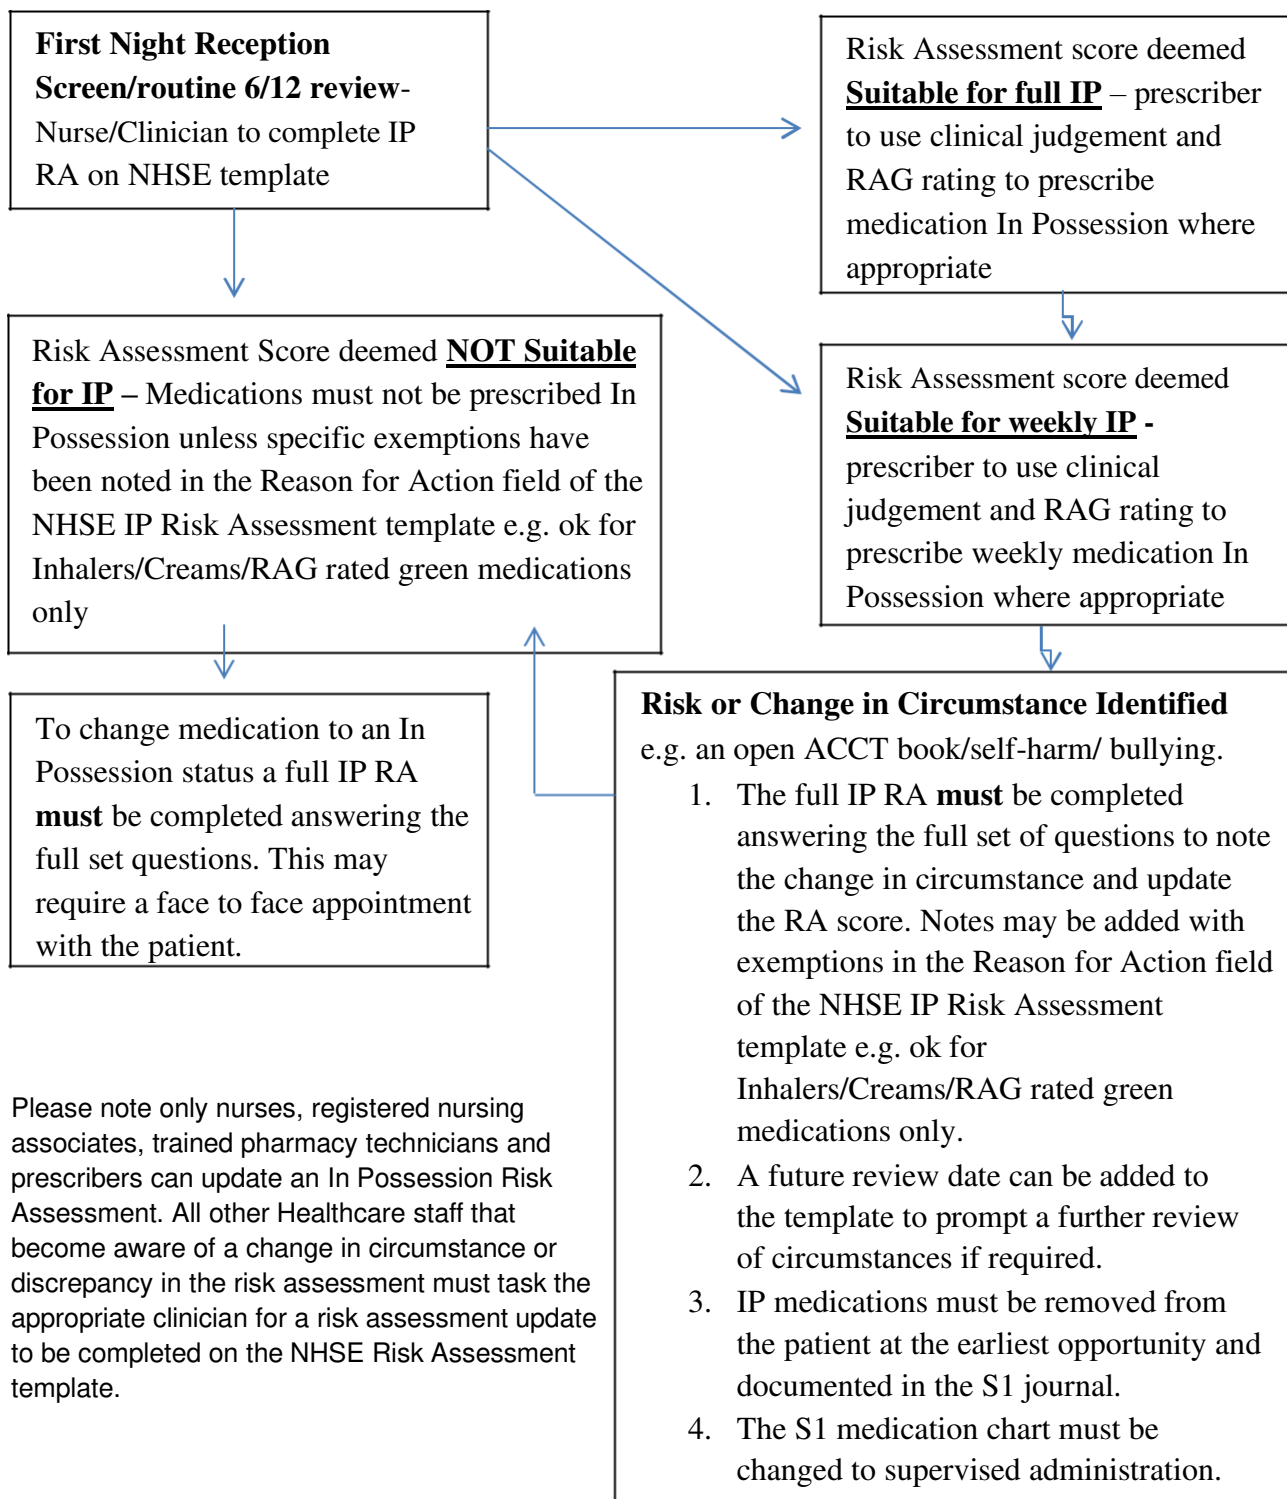 First Night Reception
Screen/routine 6/12 review-
Nurse/Clinician to complete IP
RA on NHSE template
Risk Assessment score deemed
Suitable for full IP – prescriber
to use clinical judgement and
RAG rating to prescribe
medication In Possession where
appropriate
Risk Assessment Score deemed NOT Suitable
for IP – Medications must not be prescribed In
Possession unless specific exemptions have
been noted in the Reason for Action field of the
NHSE IP Risk Assessment template e.g. ok for
Inhalers/Creams/RAG rated green medications
only
Risk Assessment score deemed
Suitable for weekly IP -
prescriber to use clinical
judgement and RAG rating to
prescribe weekly medication In
Possession where appropriate
To change medication to an In
Possession status a full IP RA
must be completed answering the
full set questions. This may
require a face to face appointment
with the patient.
Risk or Change in Circumstance Identified
e.g. an open ACCT book/self-harm/ bullying.
1. The full IP RA must be completed
answering the full set of questions to note
the change in circumstance and update
the RA score. Notes may be added with
exemptions in the Reason for Action field
of the NHSE IP Risk Assessment
template e.g. ok for
Inhalers/Creams/RAG rated green
medications only.
2. A future review date can be added to
the template to prompt a further review
of circumstances if required.
3. IP medications must be removed from
the patient at the earliest opportunity and
documented in the S1 journal.
4. The S1 medication chart must be
changed to supervised administration.
Please note only nurses, registered nursing
associates, trained pharmacy technicians and
prescribers can update an In Possession Risk
Assessment. All other Healthcare staff that
become aware of a change in circumstance or
discrepancy in the risk assessment must task the
appropriate clinician for a risk assessment update
to be completed on the NHSE Risk Assessment
template.